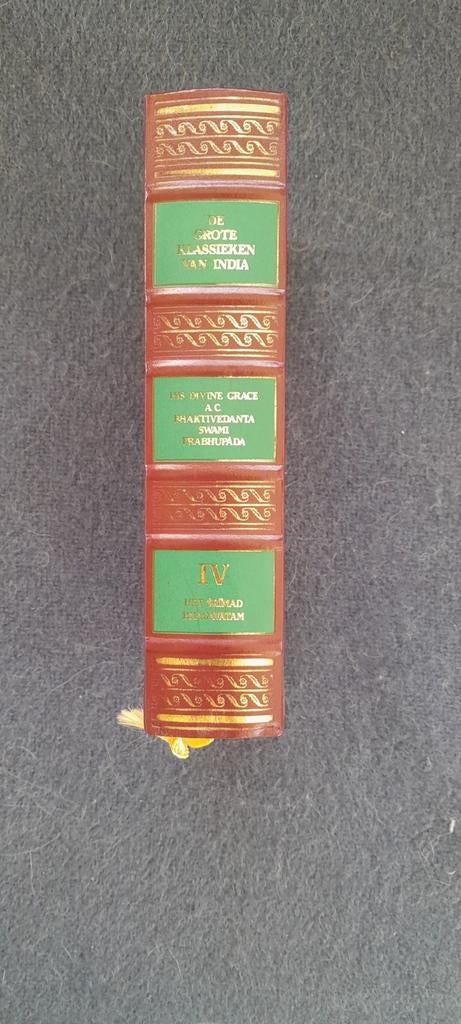 DE
GROTE
KLASSIEKEN
VAN INDIA
HIS DIVINE GRACE
A.C.
BHAKTIVEDANTA
SWAMI
PRABHUPĀDA
IV
HET ŚRĪMAD
BHĀGAVATAM